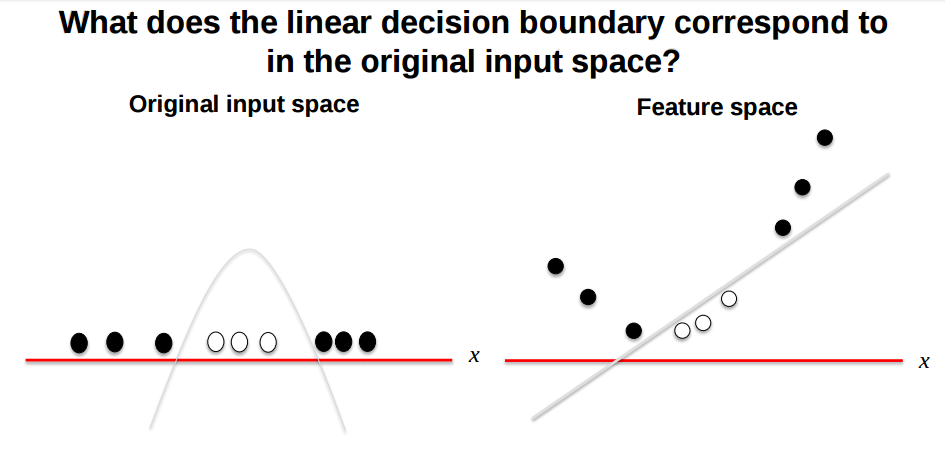 What does the linear decision boundary correspond to
in the original input space?
Original input space
Feature space
x
x